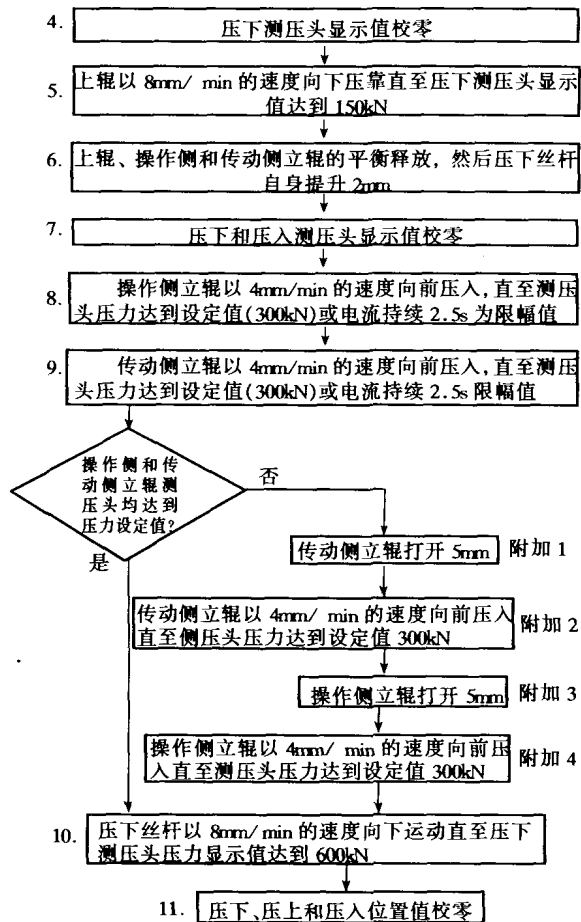 4. 压下测压头显示值校零
5. 上辊以 8mm/ min 的速度向下压靠直至压下测压头显示
值达到 150kN
6. 上辊、操作侧和传动侧立辊的平衡释放，然后压下丝杆
自身提升 2mm
7. 压下和压入测压头显示值校零
8. 操作侧立辊以 4mm/min 的速度向前压入，直至测压
头压力达到设定值(300kN)或电流持续 2.5s 为限幅值
9. 传动侧立辊以 4mm/min 的速度向前压入，直至测压
头压力达到设定值(300kN)或电流持续 2.5s 限幅值
操作侧和传
动侧立辊测
压头均达到
压力设定值?
否
是
传动侧立辊打开 5mm 附加 1
传动侧立辊以 4mm/ min 的速度向前压入
直至侧压头压力达到设定值 300kN
附加 2
操作侧立辊打开 5mm 附加 3
操作侧立辊以 4mm/ min 的速度向前压
入直至测压头压力达到设定值 300kN
附加 4
10. 压下丝杆以 8mm/ min 的速度向下运动直至压下
测压头压力显示值达到 600kN
11. 压下、压上和压入位置值校零